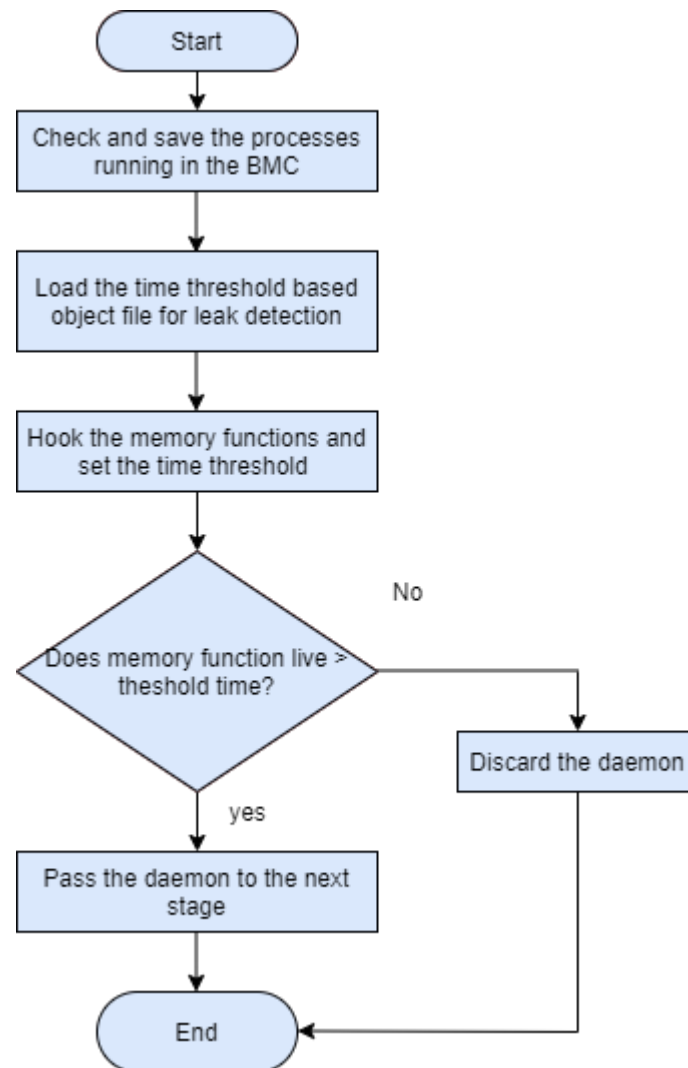 Start
Check and save the processes
running in the BMC
Load the time threshold based
object file for leak detection
Hook the memory functions and
set the time threshold
No
Does memory function live >
theshold time?
Discard the daemon
yes
Pass the daemon to the next
stage
End